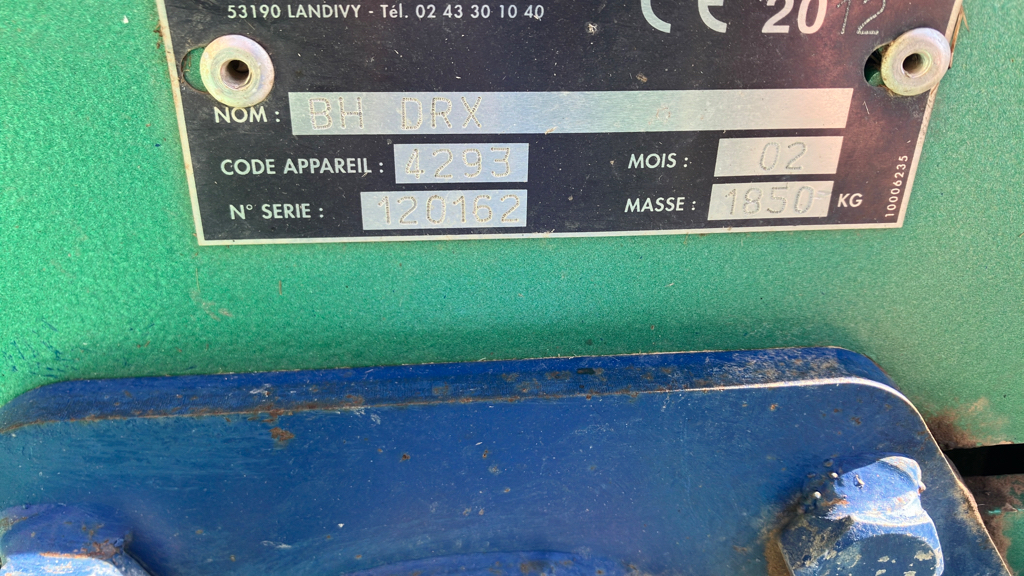 53190 LANDIVY - Tél. 02 43 30 10 40
CE 2012
NOM : BH DRX
CODE APPAREIL : 4293
MOIS : 02
N° SERIE : 120162
MASSE : 1850 KG
10006235